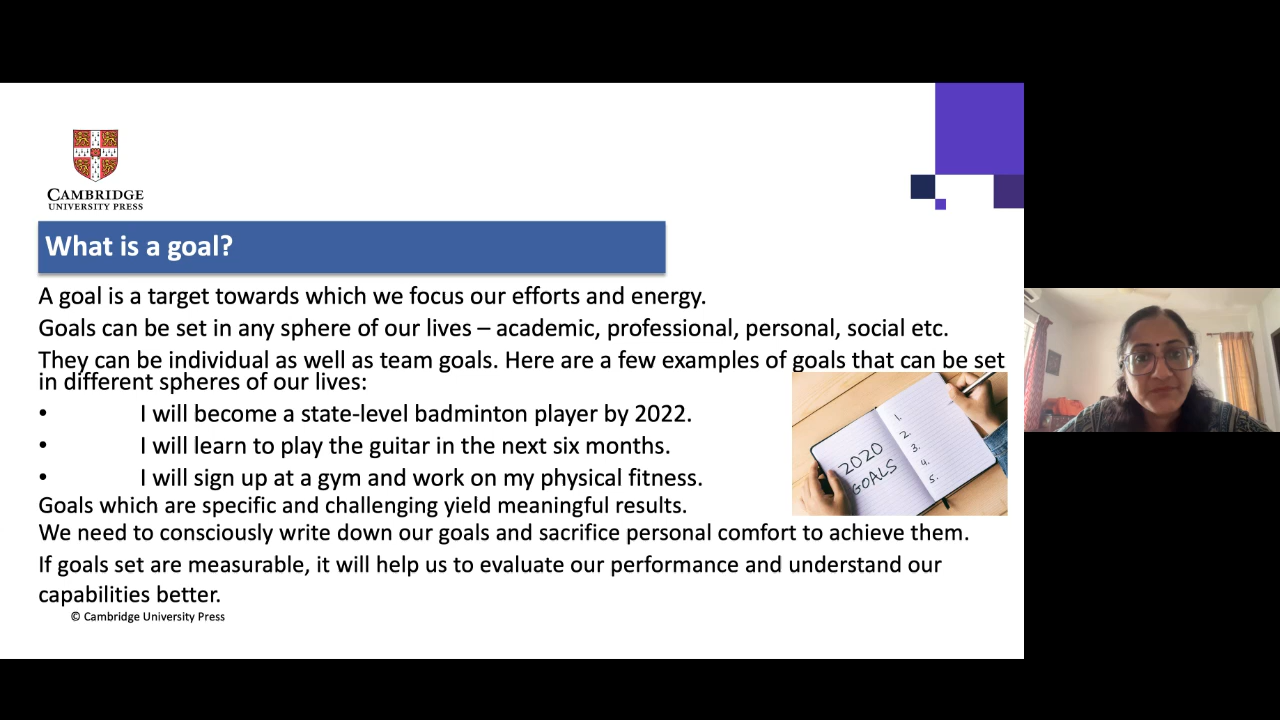 CAMBRIDGE
UNIVERSITY PRESS
What is a goal?
A goal is a target towards which we focus our efforts and energy.
Goals can be set in any sphere of our lives – academic, professional, personal, social etc.
They can be individual as well as team goals. Here are a few examples of goals that can be set
in different spheres of our lives:
• I will become a state-level badminton player by 2022.
• I will learn to play the guitar in the next six months.
• I will sign up at a gym and work on my physical fitness.
2020
GOALS
1.
2.
3.
4.
5.
Goals which are specific and challenging yield meaningful results.
We need to consciously write down our goals and sacrifice personal comfort to achieve them.
If goals set are measurable, it will help us to evaluate our performance and understand our
capabilities better.
© Cambridge University Press